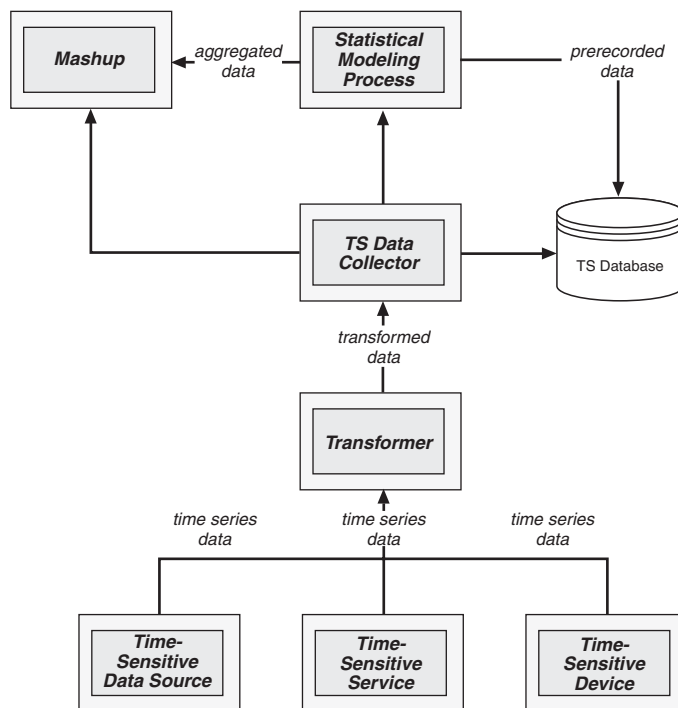 Mashup
aggregated
data
Statistical
Modeling
Process
prerecorded
data
TS Data
Collector
TS Database
transformed
data
Transformer
time series
data
time series
data
time series
data
Time-
Sensitive
Data Source
Time-
Sensitive
Service
Time-
Sensitive
Device